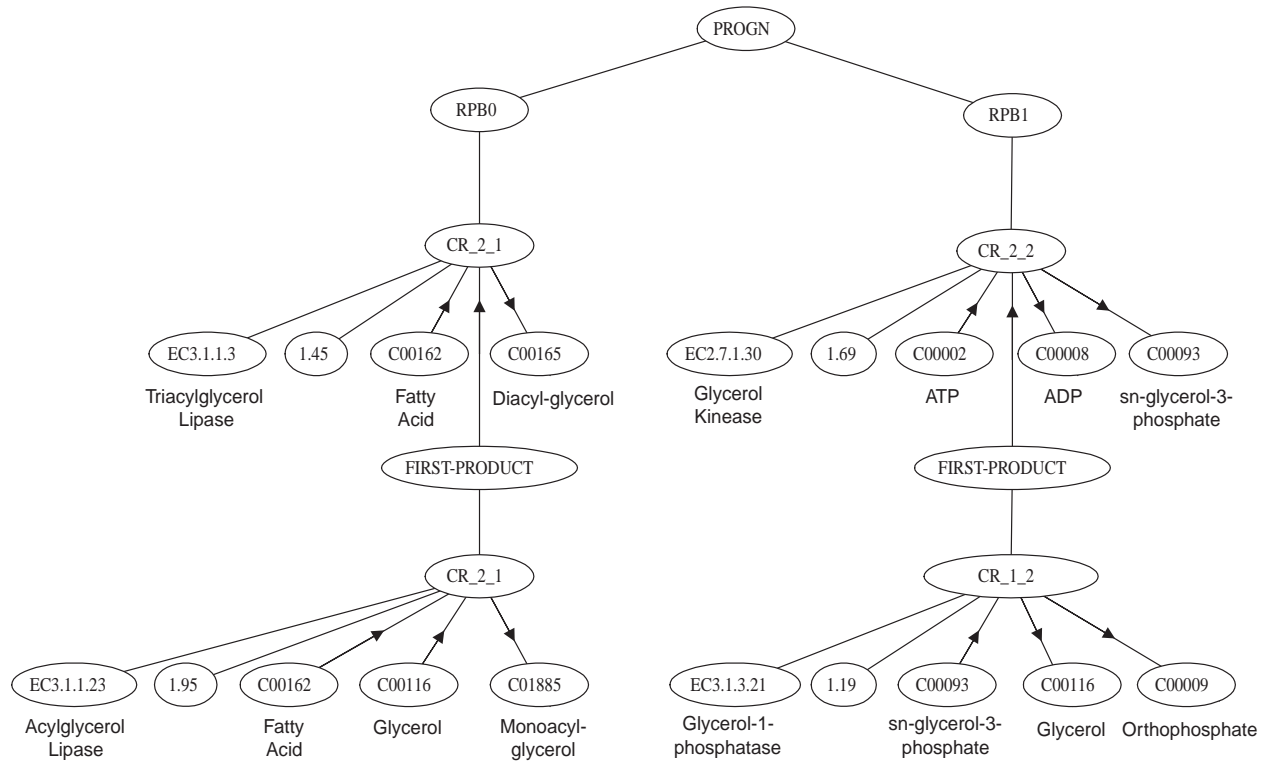 PROGN
RPB0
RPB1
CR_2_1
CR_2_2
EC3.1.1.3
1.45
C00162
C00165
EC2.7.1.30
1.69
C00002
C00008
C00093
Triacylglycerol
Lipase
Fatty
Acid
Diacyl-glycerol
Glycerol
Kinease
ATP
ADP
sn-glycerol-3-
phosphate
FIRST-PRODUCT
FIRST-PRODUCT
CR_2_1
CR_1_2
EC3.1.1.23
1.95
C00162
C00116
C01885
EC3.1.3.21
1.19
C00093
C00116
C00009
Acylglycerol
Lipase
Fatty
Acid
Glycerol
Monoacyl-
glycerol
Glycerol-1-
phosphatase
sn-glycerol-3-
phosphate
Glycerol
Orthophosphate